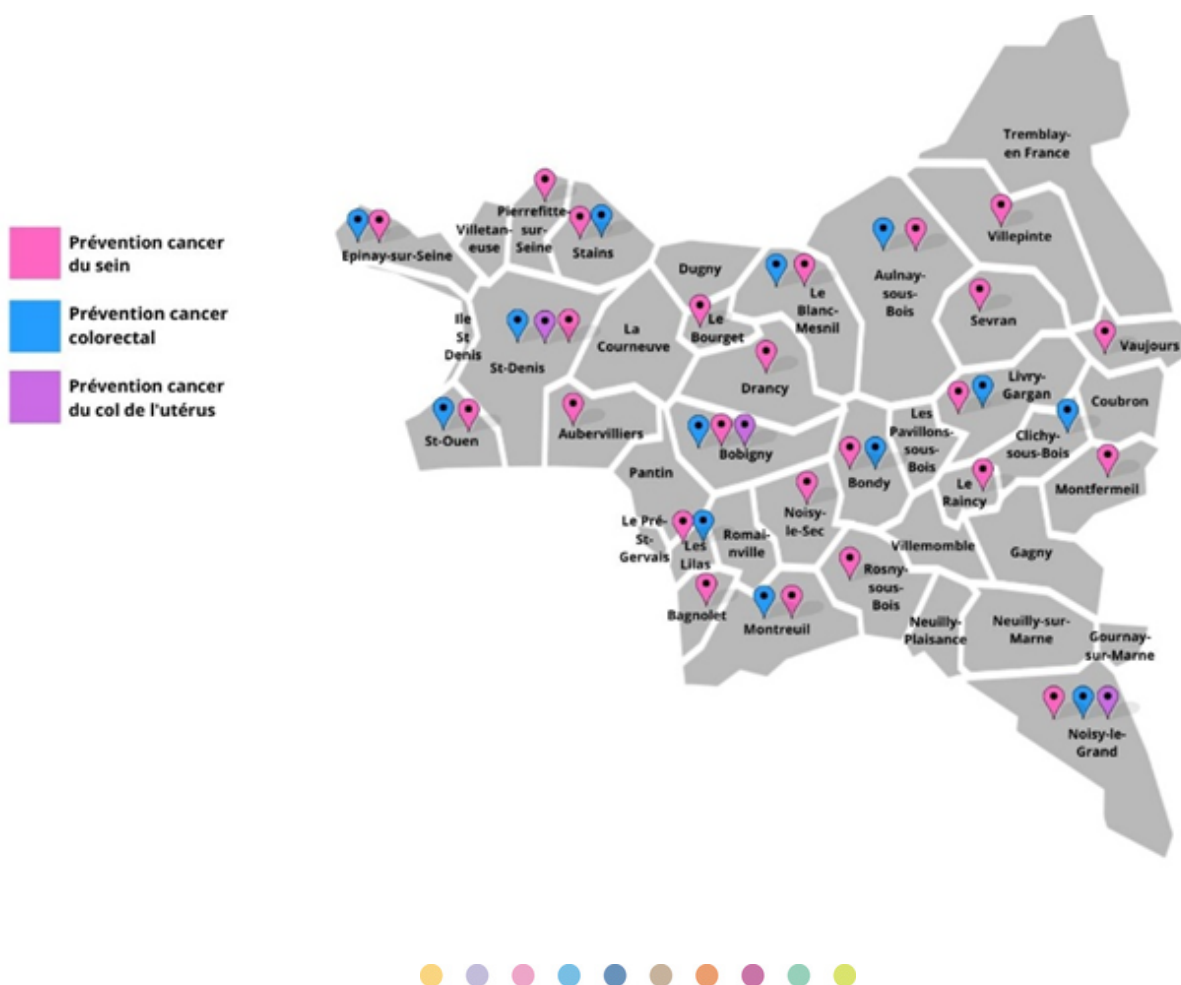 Prévention cancer
du sein
Prévention cancer
colorectal
Prévention cancer
du col de l'utérus
Tremblay-
en France
Villepinte
Pierrefitte-
sur-
Seine
Villetan-
euse
Epinay-sur-Seine
Stains
Dugny
Le
Blanc-
Mesnil
Aulnay-
sous-
Bois
Sevran
Vaujours
Ile
St
Denis
St-Denis
La
Courneuve
Le
Bourget
Drancy
Livry-
Gargan
Coubron
Clichy-
sous-Bois
Les
Pavillons-
sous-
Bois
St-Ouen
Aubervilliers
Bobigny
Pantin
Bondy
Le
Raincy
Montfermeil
Noisy-
le-Sec
Le Pré-
St-
Gervais
Les
Lilas
Romai-
nville
Villemomble
Gagny
Rosny-
sous-
Bois
Bagnolet
Montreuil
Neuilly-
Plaisance
Neuilly-sur-
Marne
Gournay-
sur-Marne
Noisy-le-
Grand